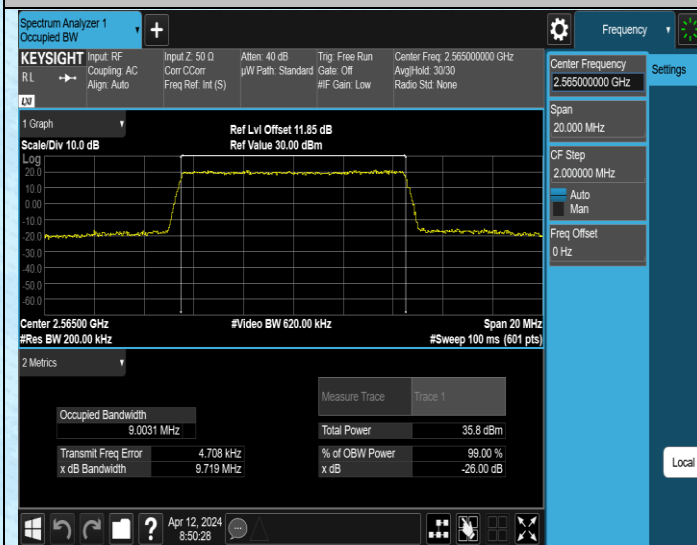 Spectrum Analyzer 1
Occupied BW
Frequency
KEYSIGHT
R L
LXI
Input: RF
Coupling: AC
Align: Auto
Input Z: 50 Ω
Corr CCorr
Freq Ref: Int (S)
Atten: 40 dB
µW Path: Standard
Trig: Free Run
Gate: Off
#IF Gain: Low
Center Freq: 2.565000000 GHz
Avg|Hold: 30/30
Radio Std: None
Center Frequency
2.565000000 GHz
Settings
Span
20.000 MHz
CF Step
2.000000 MHz
Auto
Man
Freq Offset
0 Hz
Local
1 Graph
Scale/Div 10.0 dB
Ref Lvl Offset 11.85 dB
Ref Value 30.00 dBm
Log
20.0
10.0
0.00
-10.0
-20.0
-30.0
-40.0
-50.0
-60.0
Center 2.56500 GHz
#Video BW 620.00 kHz
Span 20 MHz
#Res BW 200.00 kHz
#Sweep 100 ms (601 pts)
2 Metrics
Measure Trace
Trace 1
Occupied Bandwidth
9.0031 MHz
Total Power
35.8 dBm
Transmit Freq Error
4.708 kHz
% of OBW Power
99.00 %
x dB Bandwidth
9.719 MHz
x dB
-26.00 dB
Apr 12, 2024
8:50:28